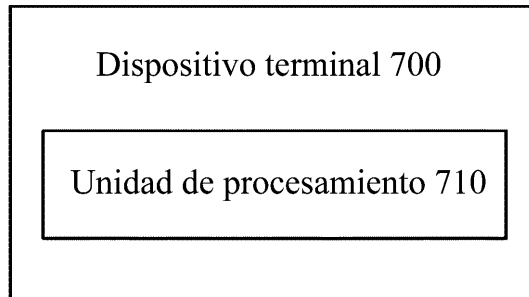 Dispositivo terminal 700
Unidad de procesamiento 710